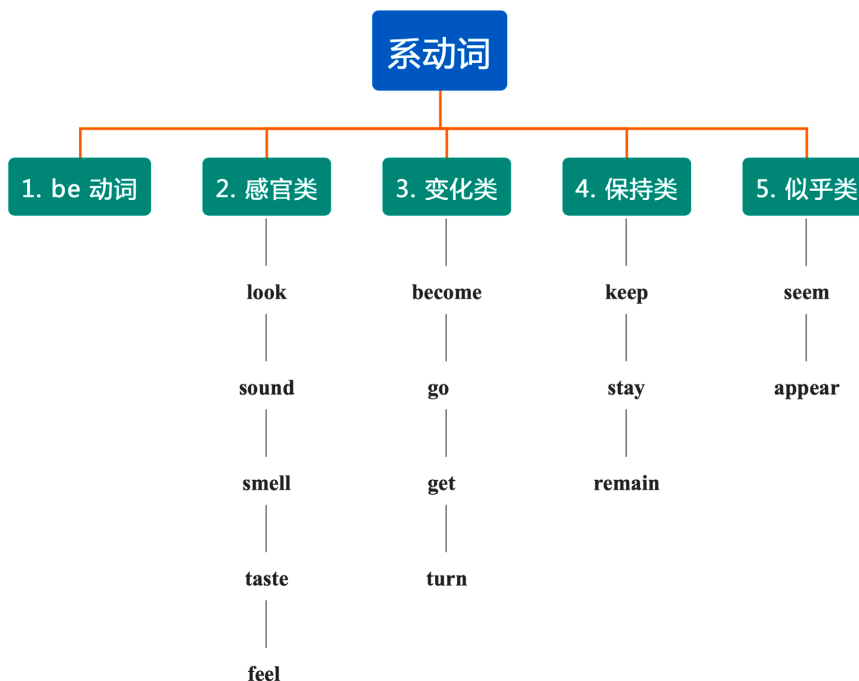 系动词
1. be 动词
2. 感官类
look
sound
smell
taste
feel
3. 变化类
become
go
get
turn
4. 保持类
keep
stay
remain
5. 似乎类
seem
appear